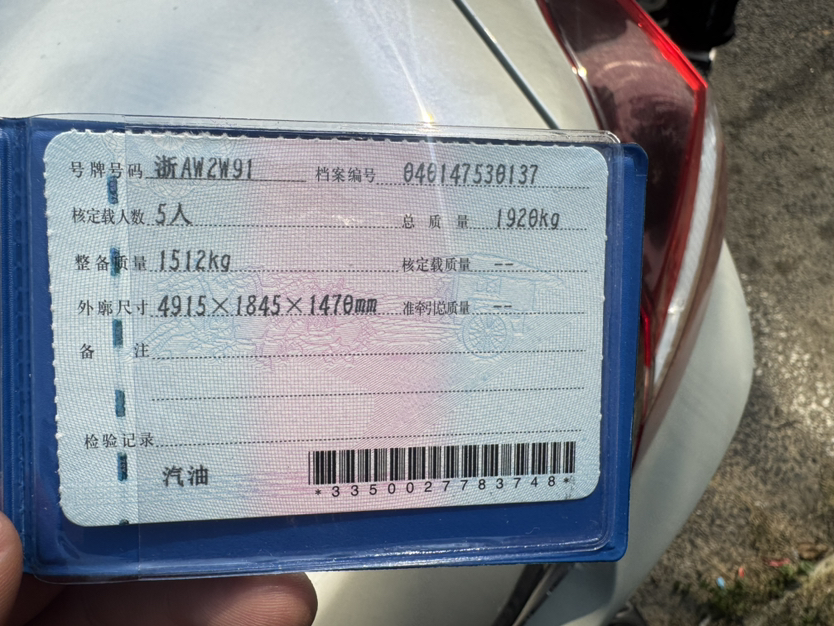 号牌号码 浙AW2W91 档案编号 040147530137
核定载人数 5人 总质量 1920kg
整备质量 1512kg 核定载质量 --
外廓尺寸 4915×1845×1470mm 准牵引总质量 --
备注
检验记录
汽油
*3350027783748*